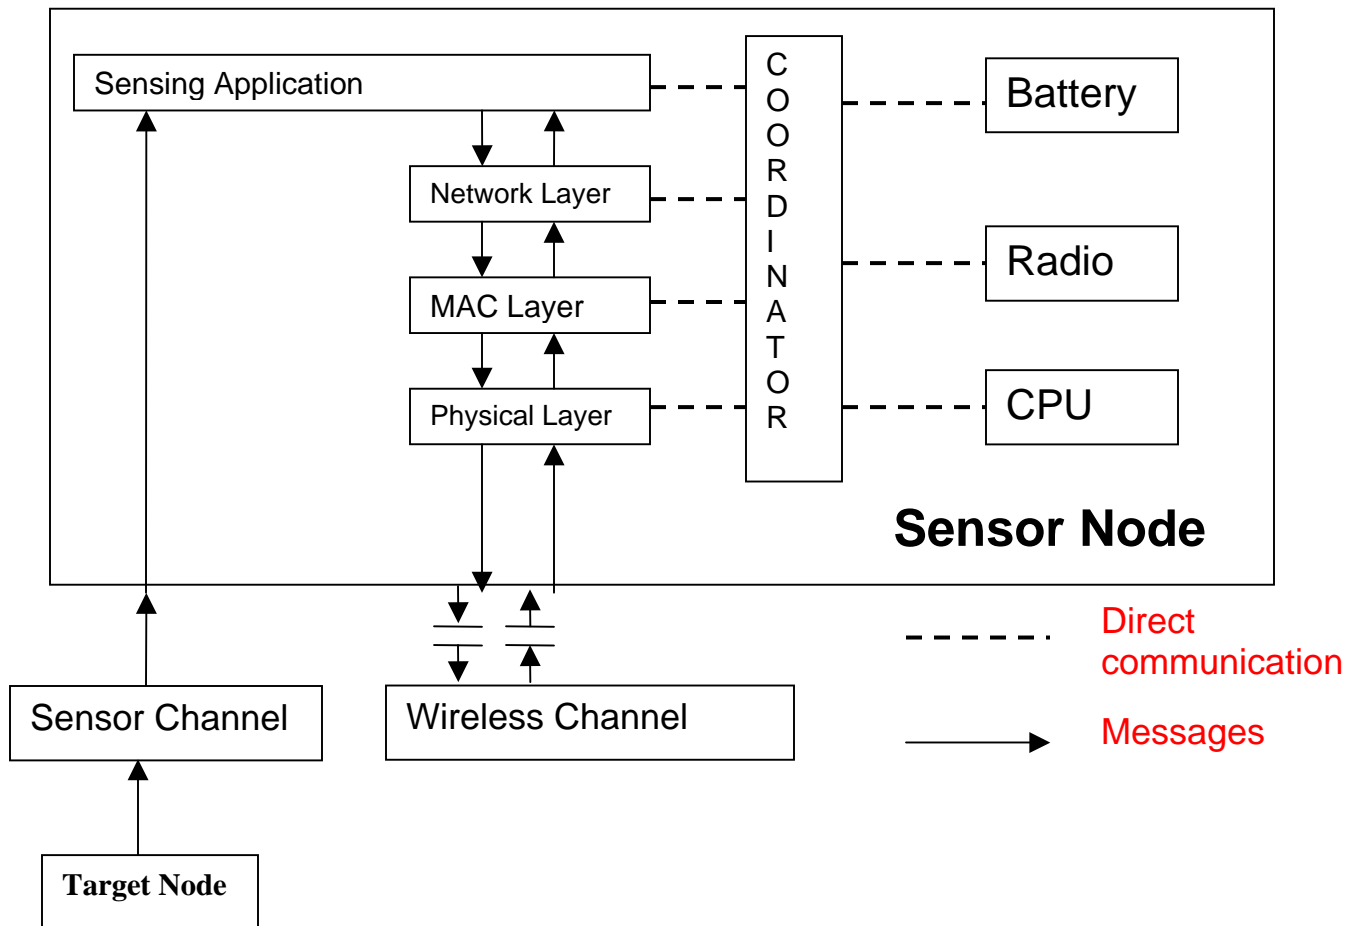 Sensing Application
C
O
O
R
D
I
N
A
T
O
R
Battery
Network Layer
Radio
MAC Layer
CPU
Physical Layer
Sensor Node
Direct
communication
Sensor Channel
Wireless Channel
Messages
Target Node